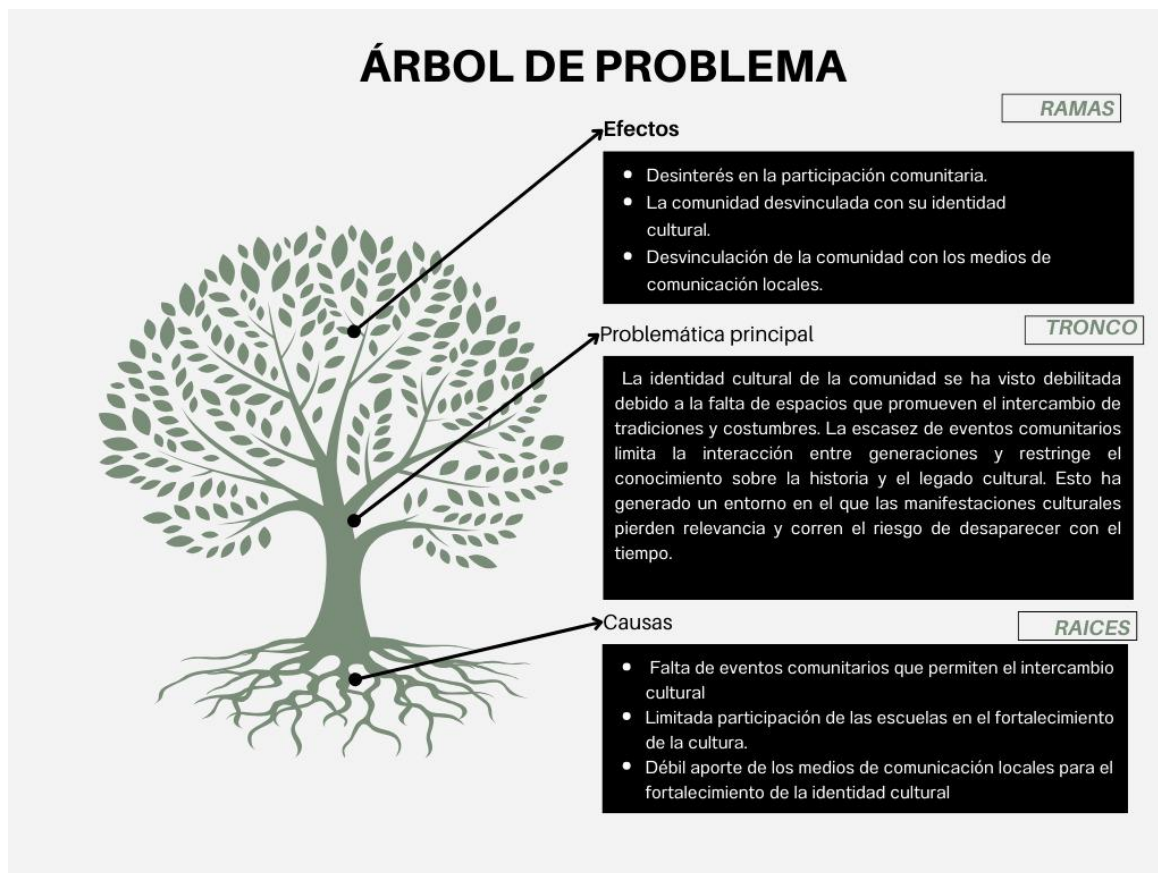 ÁRBOL DE PROBLEMA
RAMAS
Efectos
Desinterés en la participación comunitaria.
La comunidad desvinculada con su identidad
cultural.
Desvinculación de la comunidad con los medios de
comunicación locales.
TRONCO
Problemática principal
La identidad cultural de la comunidad se ha visto debilitada
debido a la falta de espacios que promueven el intercambio de
tradiciones y costumbres. La escasez de eventos comunitarios
limita la interacción entre generaciones y restringe el
conocimiento sobre la historia y el legado cultural. Esto ha
generado un entorno en el que las manifestaciones culturales
pierden relevancia y corren el riesgo de desaparecer con el
tiempo.
Causas
RAICES
Falta de eventos comunitarios que permiten el intercambio
cultural
Limitada participación de las escuelas en el fortalecimiento
de la cultura.
Débil aporte de los medios de comunicación locales para el
fortalecimiento de la identidad cultural